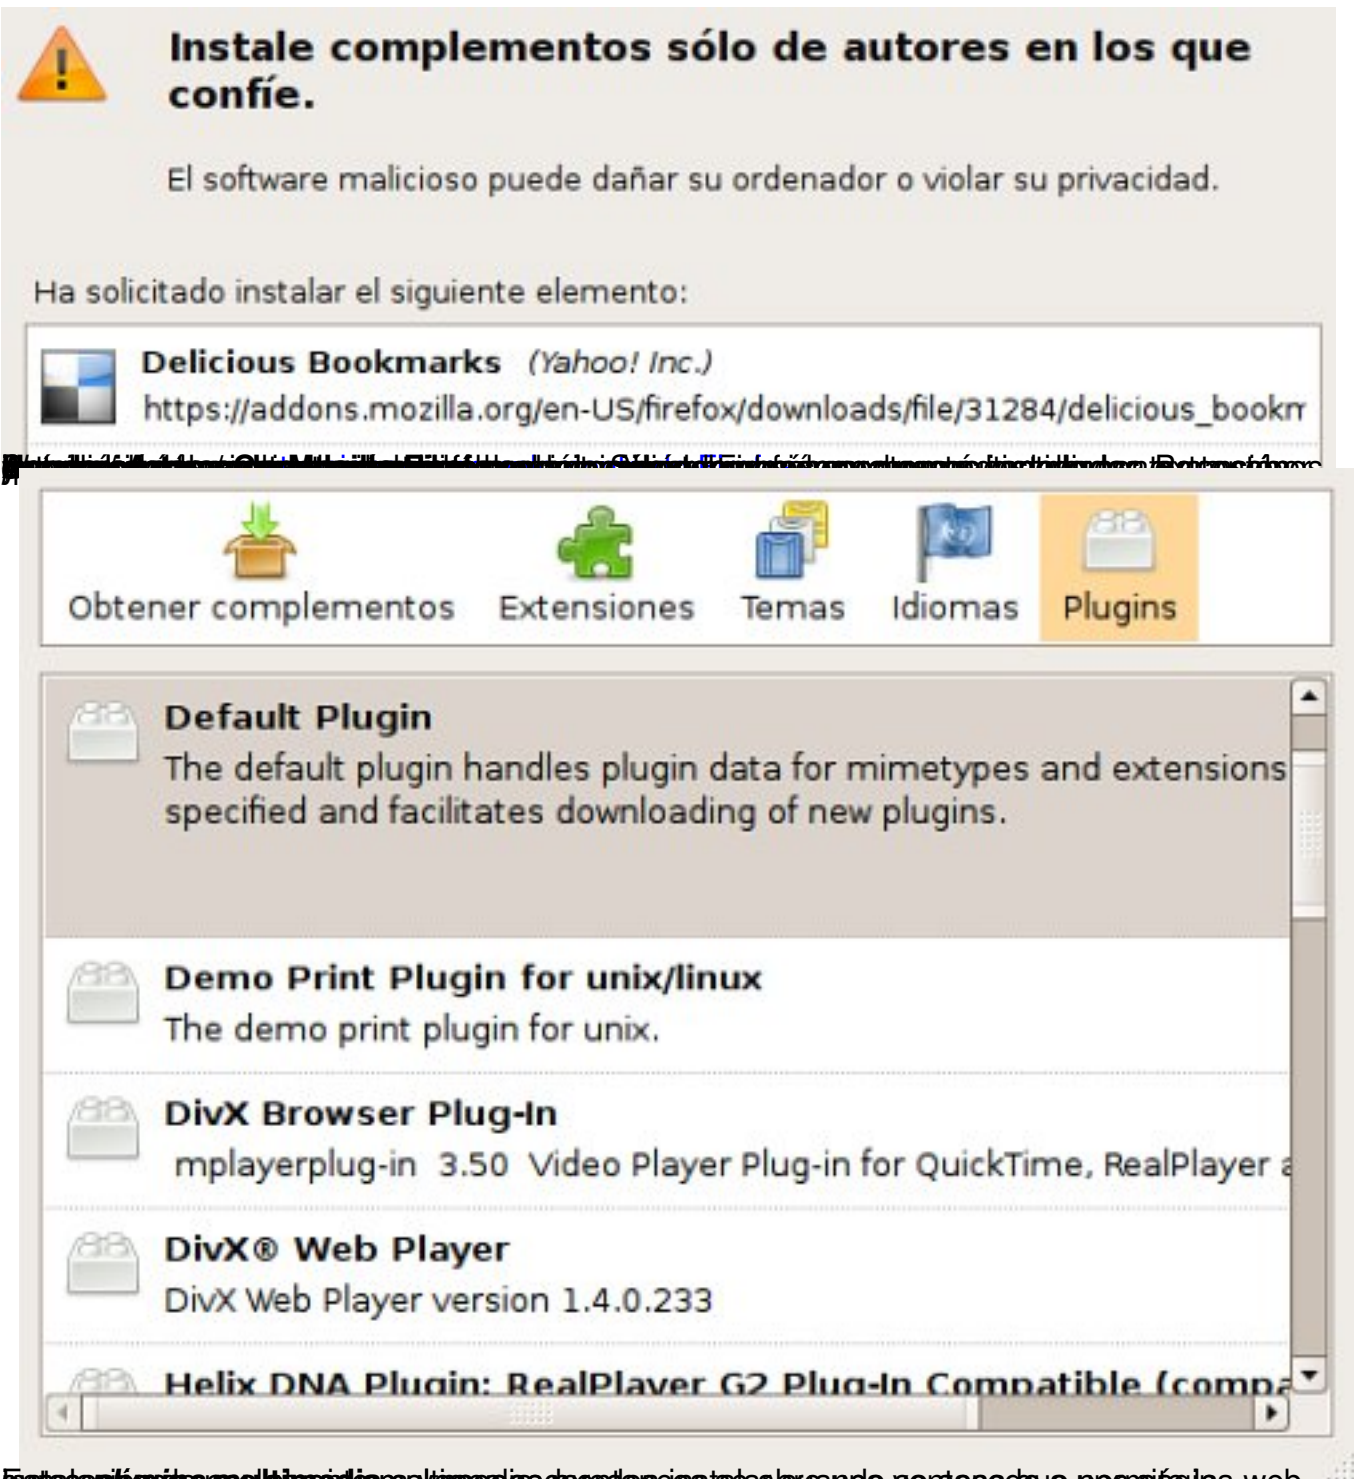 Instale complementos sólo de autores en los que
confíe.
El software malicioso puede dañar su ordenador o violar su privacidad.
Ha solicitado instalar el siguiente elemento:
Delicious Bookmarks (Yahoo! Inc.)
https://addons.mozilla.org/en-US/firefox/downloads/file/31284/delicious_bookm
Obtener complementos Extensiones Temas Idiomas Plugins
Default Plugin
The default plugin handles plugin data for mimetypes and extensions
specified and facilitates downloading of new plugins.
Demo Print Plugin for unix/linux
The demo print plugin for unix.
DivX Browser Plug-In
mplayerplug-in 3.50 Video Player Plug-in for QuickTime, RealPlayer a
DivX® Web Player
DivX Web Player version 1.4.0.233
Helix DNA Plugin: RealPlayer G2 Plug-In Compatible (compa